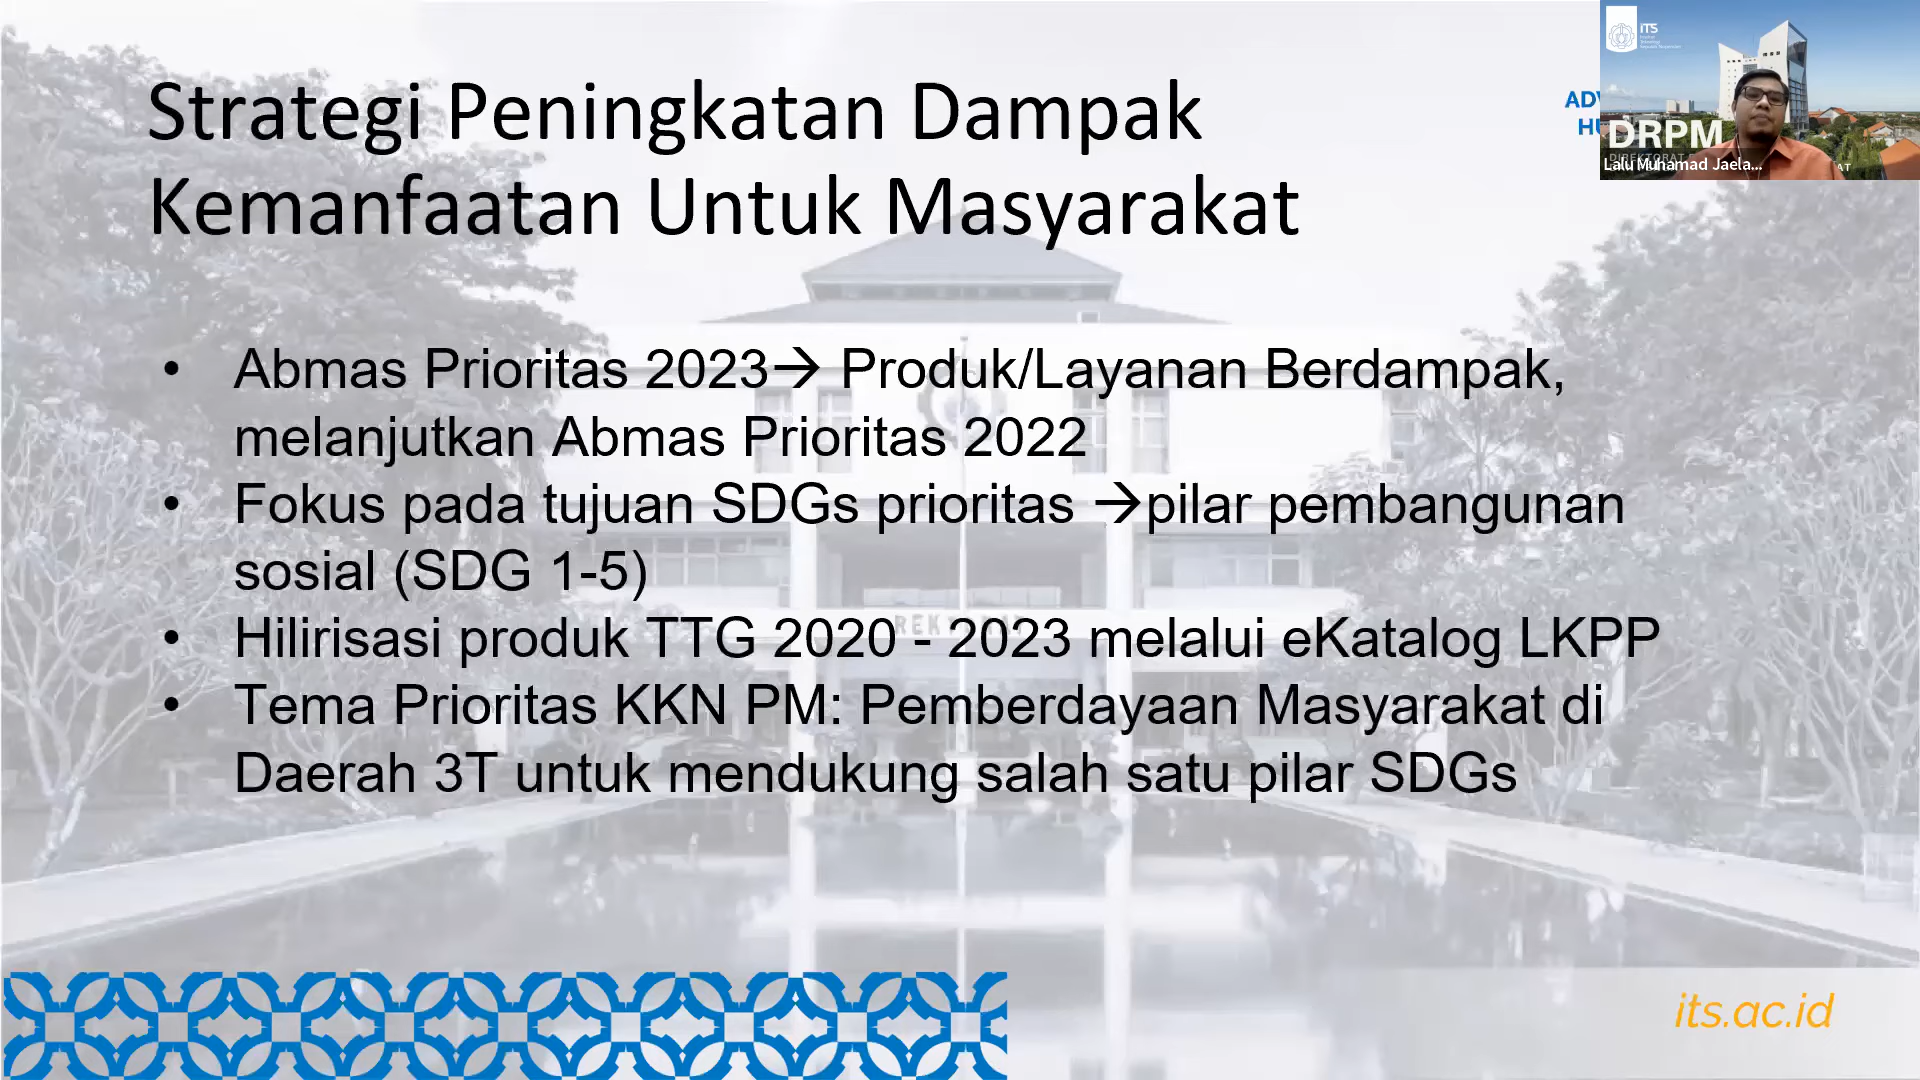 Strategi Peningkatan Dampak
Kemanfaatan Untuk Masyarakat
• Abmas Prioritas 2023→ Produk/Layanan Berdampak,
melanjutkan Abmas Prioritas 2022
• Fokus pada tujuan SDGs prioritas →pilar pembangunan
sosial (SDG 1-5)
• Hilirisasi produk TTG 2020 - 2023 melalui eKatalog LKPP
• Tema Prioritas KKN PM: Pemberdayaan Masyarakat di
Daerah 3T untuk mendukung salah satu pilar SDGs
its.ac.id
ITS
DRPM
Lalu Muhamad Jaela...